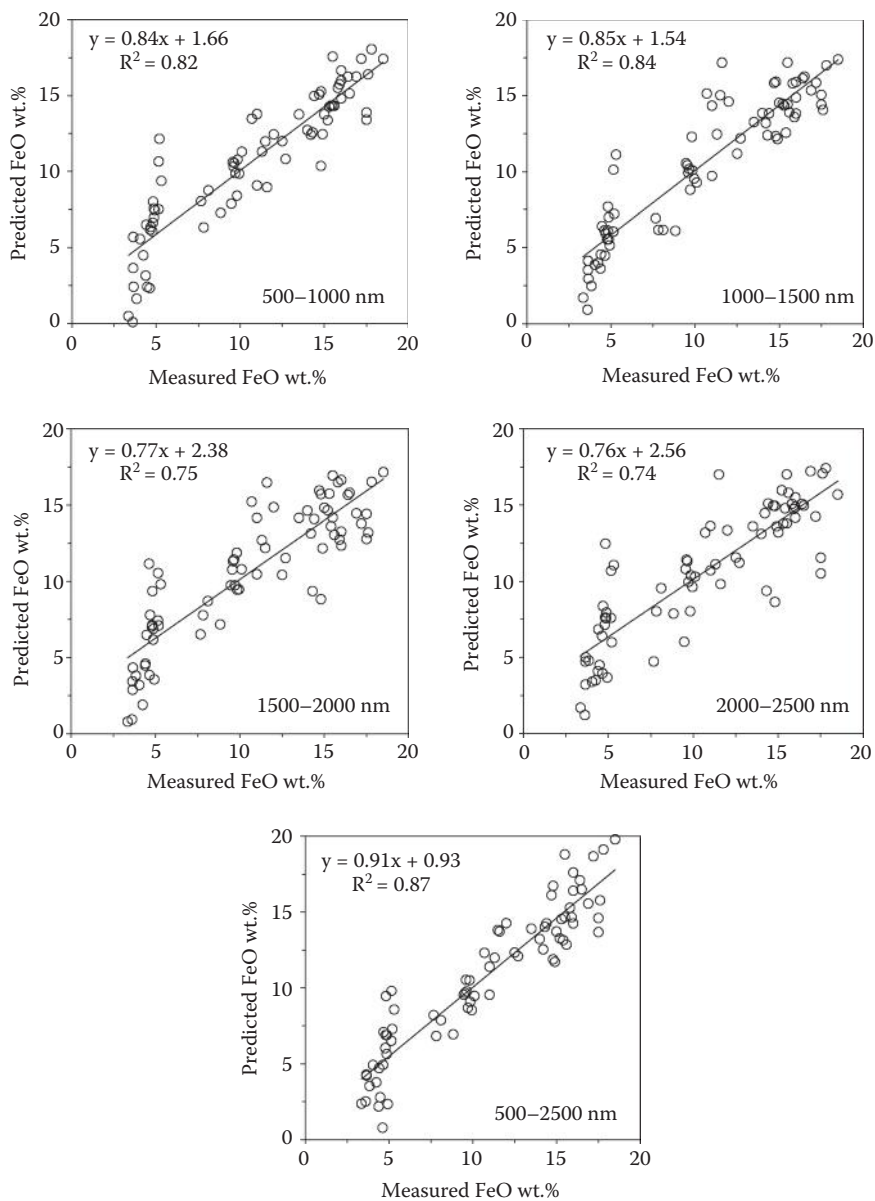 y = 0.84x + 1.66
R² = 0.82
20
15
10
5
0
Predicted FeO wt.%
500–1000 nm
0 5 10 15 20
Measured FeO wt.%
y = 0.85x + 1.54
R² = 0.84
20
15
10
5
0
Predicted FeO wt.%
1000–1500 nm
0 5 10 15 20
Measured FeO wt.%
y = 0.77x + 2.38
R² = 0.75
20
15
10
5
0
Predicted FeO wt.%
1500–2000 nm
0 5 10 15 20
Measured FeO wt.%
y = 0.76x + 2.56
R² = 0.74
20
15
10
5
0
Predicted FeO wt.%
2000–2500 nm
0 5 10 15 20
Measured FeO wt.%
y = 0.91x + 0.93
R² = 0.87
20
15
10
5
0
Predicted FeO wt.%
500–2500 nm
0 5 10 15 20
Measured FeO wt.%